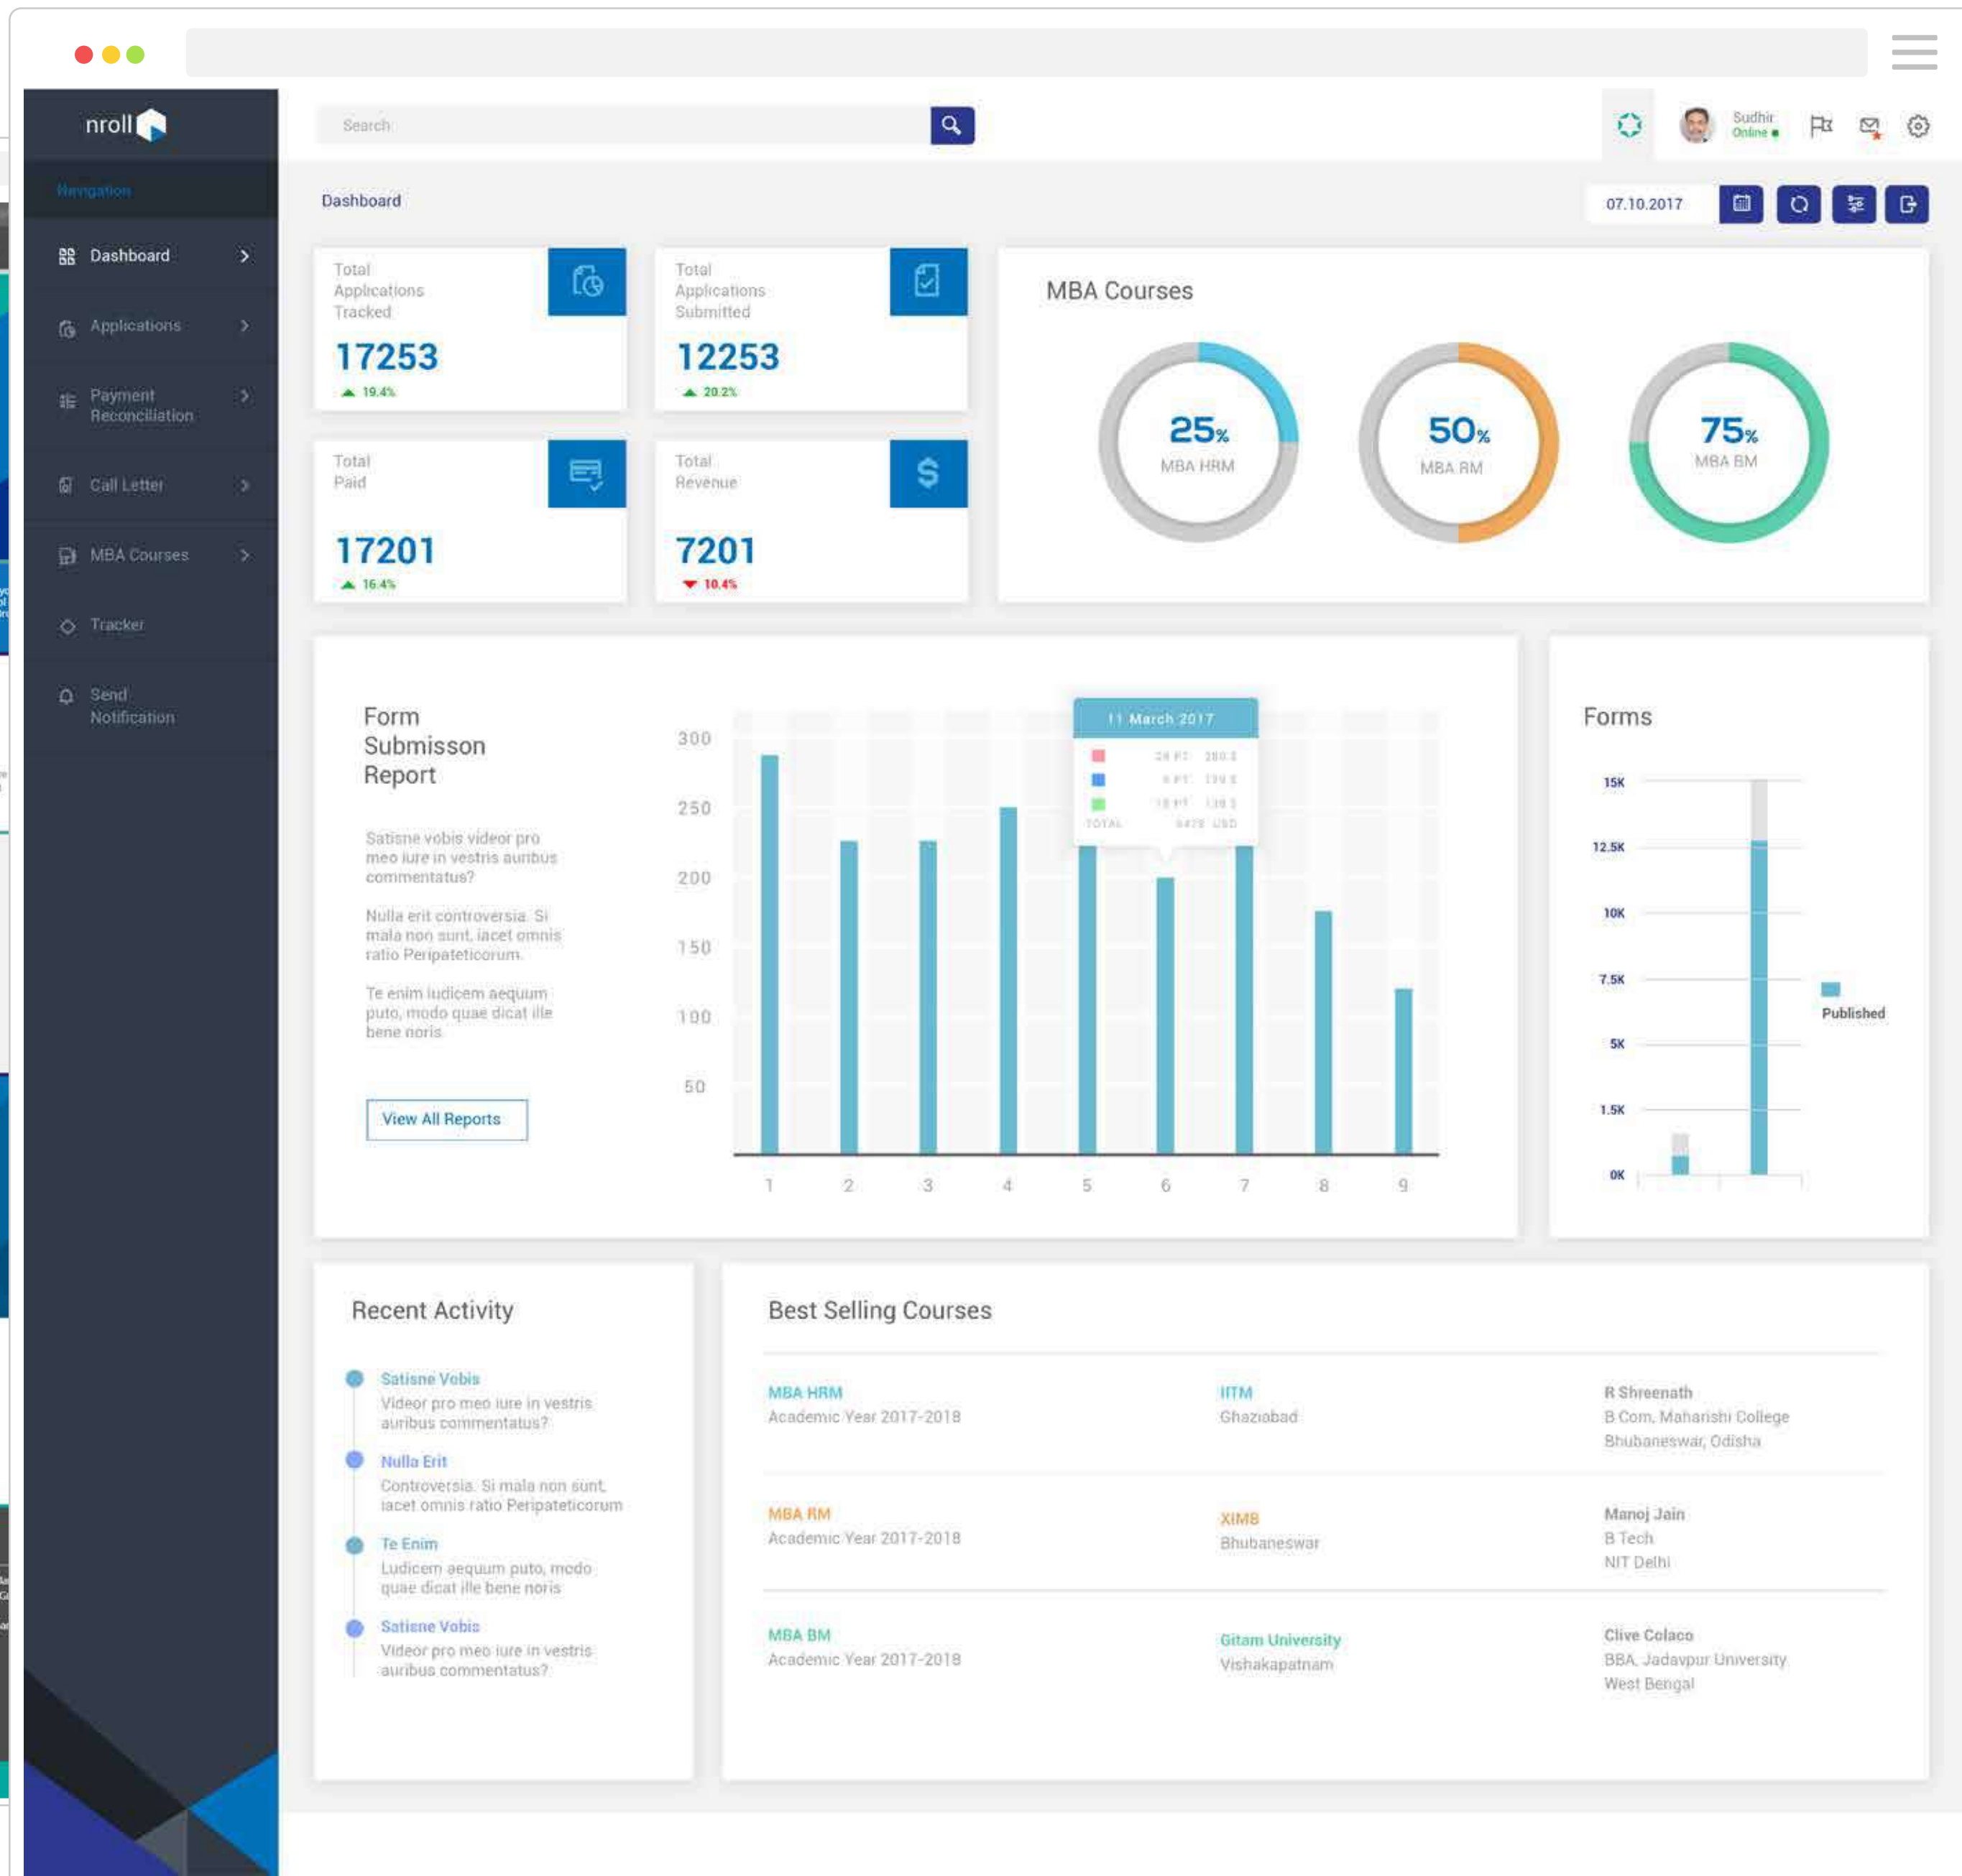 nroll
Search
Sudhir
Online
Navigation
Dashboard
Applications
Payment
Reconciliation
Call Letter
MBA Courses
Tracker
Send
Notification
Dashboard
07.10.2017
Total
Applications
Tracked
17253
19.4%
Total
Applications
Submitted
12253
20.2%
Total
Paid
17201
16.4%
Total
Revenue
7201
10.4%
MBA Courses
25%
MBA HRM
50%
MBA RM
75%
MBA BM
Form
Submisson
Report
Satisne vobis videor pro
meo iure in vestris auribus
commentatus?
Nulla erit controversia. Si
mala non sunt, iacet omnis
ratio Peripateticorum.
Te enim iudicem aequum
puto, modo quae dicat ille
bene noris
View All Reports
300
250
200
150
100
50
1 2 3 4 5 6 7 8 9
11 March 2017
TOTAL USD
Forms
15K
12.5K
10K
7.5K
5K
1.5K
0K
Published
Recent Activity
Satisne Vobis
Videor pro meo iure in vestris
auribus commentatus?
Nulla Erit
Controversia. Si mala non sunt,
iacet omnis ratio Peripateticorum
Te Enim
Ludicem aequum puto, modo
quae dicat ille bene noris
Satisne Vobis
Videor pro meo iure in vestris
auribus commentatus?
Best Selling Courses
MBA HRM
Academic Year 2017-2018
IITM
Ghaziabad
R Shreenath
B Com, Maharishi College
Bhubaneswar, Odisha
MBA RM
Academic Year 2017-2018
XIMB
Bhubaneswar
Manoj Jain
B Tech
NIT Delhi
MBA BM
Academic Year 2017-2018
Gitam University
Vishakapatnam
Clive Colaco
BBA, Jadavpur University
West Bengal